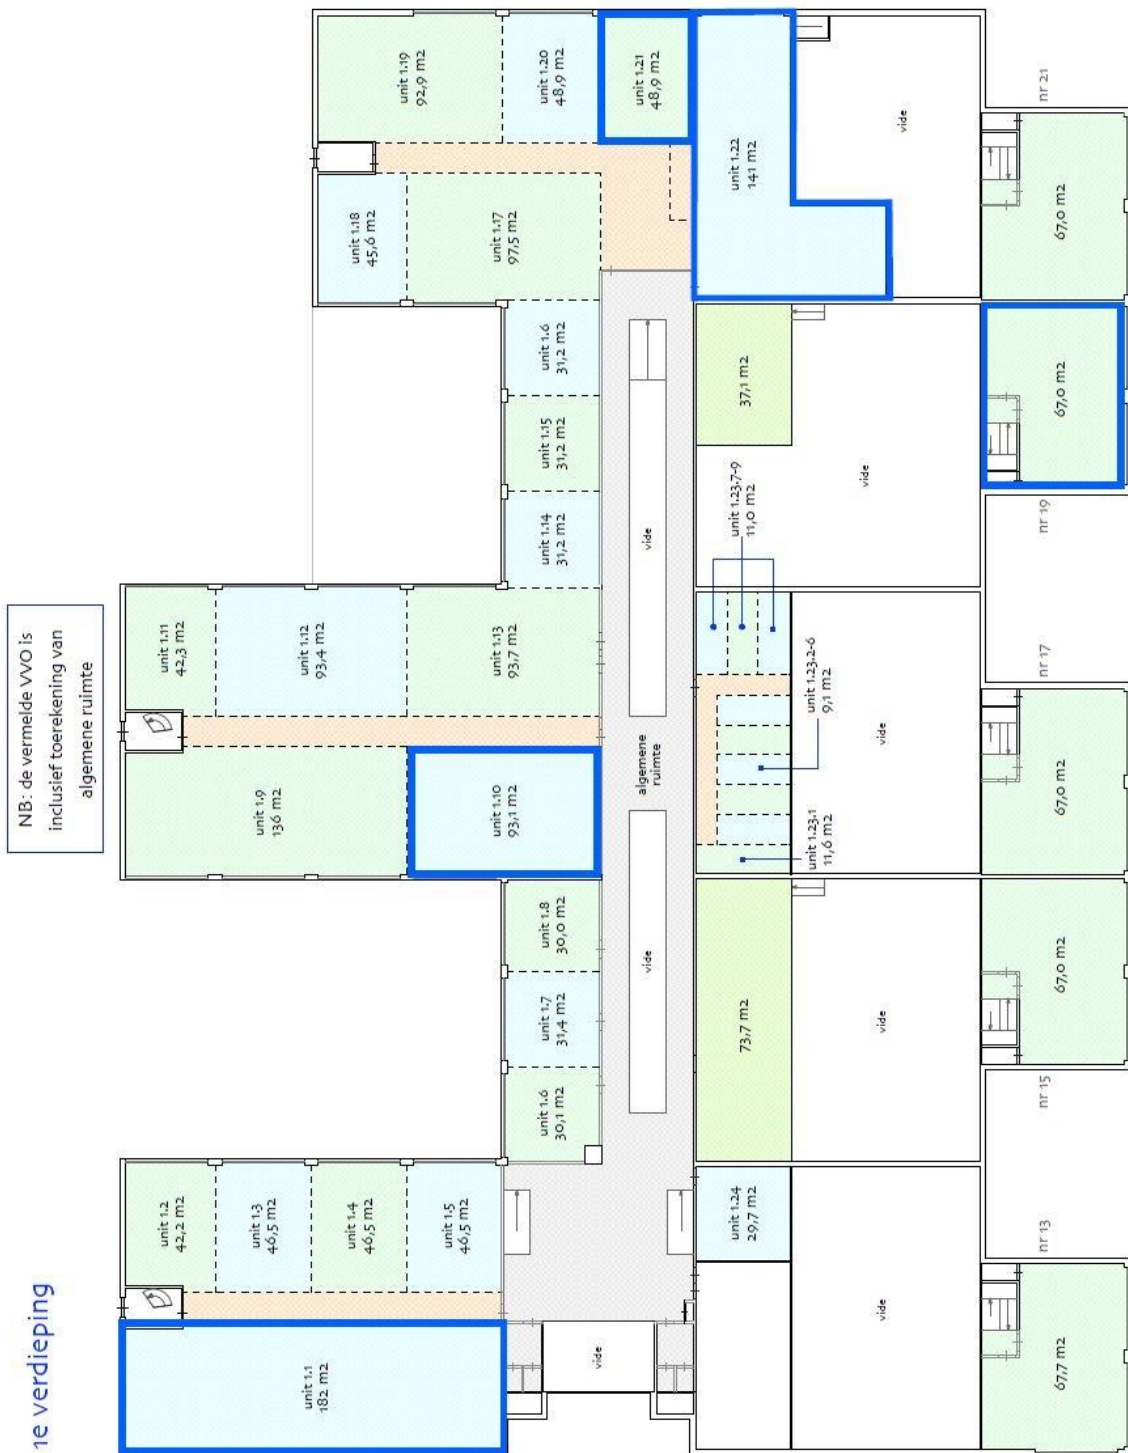 1e verdieping
NB: de vermelde VVO is
inclusief toerekening van
algemene ruimte
unit 1.1
182 m2
unit 1.2
42,2 m2
unit 1.3
46,5 m2
unit 1.4
46,5 m2
unit 1.5
46,5 m2
unit 1.6
30,1 m2
unit 1.7
31,4 m2
unit 1.8
30,0 m2
unit 1.9
136 m2
unit 1.10
93,1 m2
unit 1.11
42,3 m2
unit 1.12
93,4 m2
unit 1.13
93,7 m2
unit 1.14
31,2 m2
unit 1.15
31,2 m2
unit 1.6
31,2 m2
unit 1.18
45,6 m2
unit 1.17
97,5 m2
unit 1.19
92,9 m2
unit 1.20
48,9 m2
unit 1.21
48,9 m2
vide
vide
algemene
ruimte
vide
unit 1.24
29,7 m2
73,7 m2
unit 1.23.1
11,6 m2
unit 1.23.2-6
9,1 m2
unit 1.23.7-9
11,0 m2
37,1 m2
unit 1.22
141 m2
vide
vide
vide
vide
vide
67,7 m2
nr 13
nr 15
67,0 m2
67,0 m2
nr 17
nr 19
67,0 m2
67,0 m2
nr 21